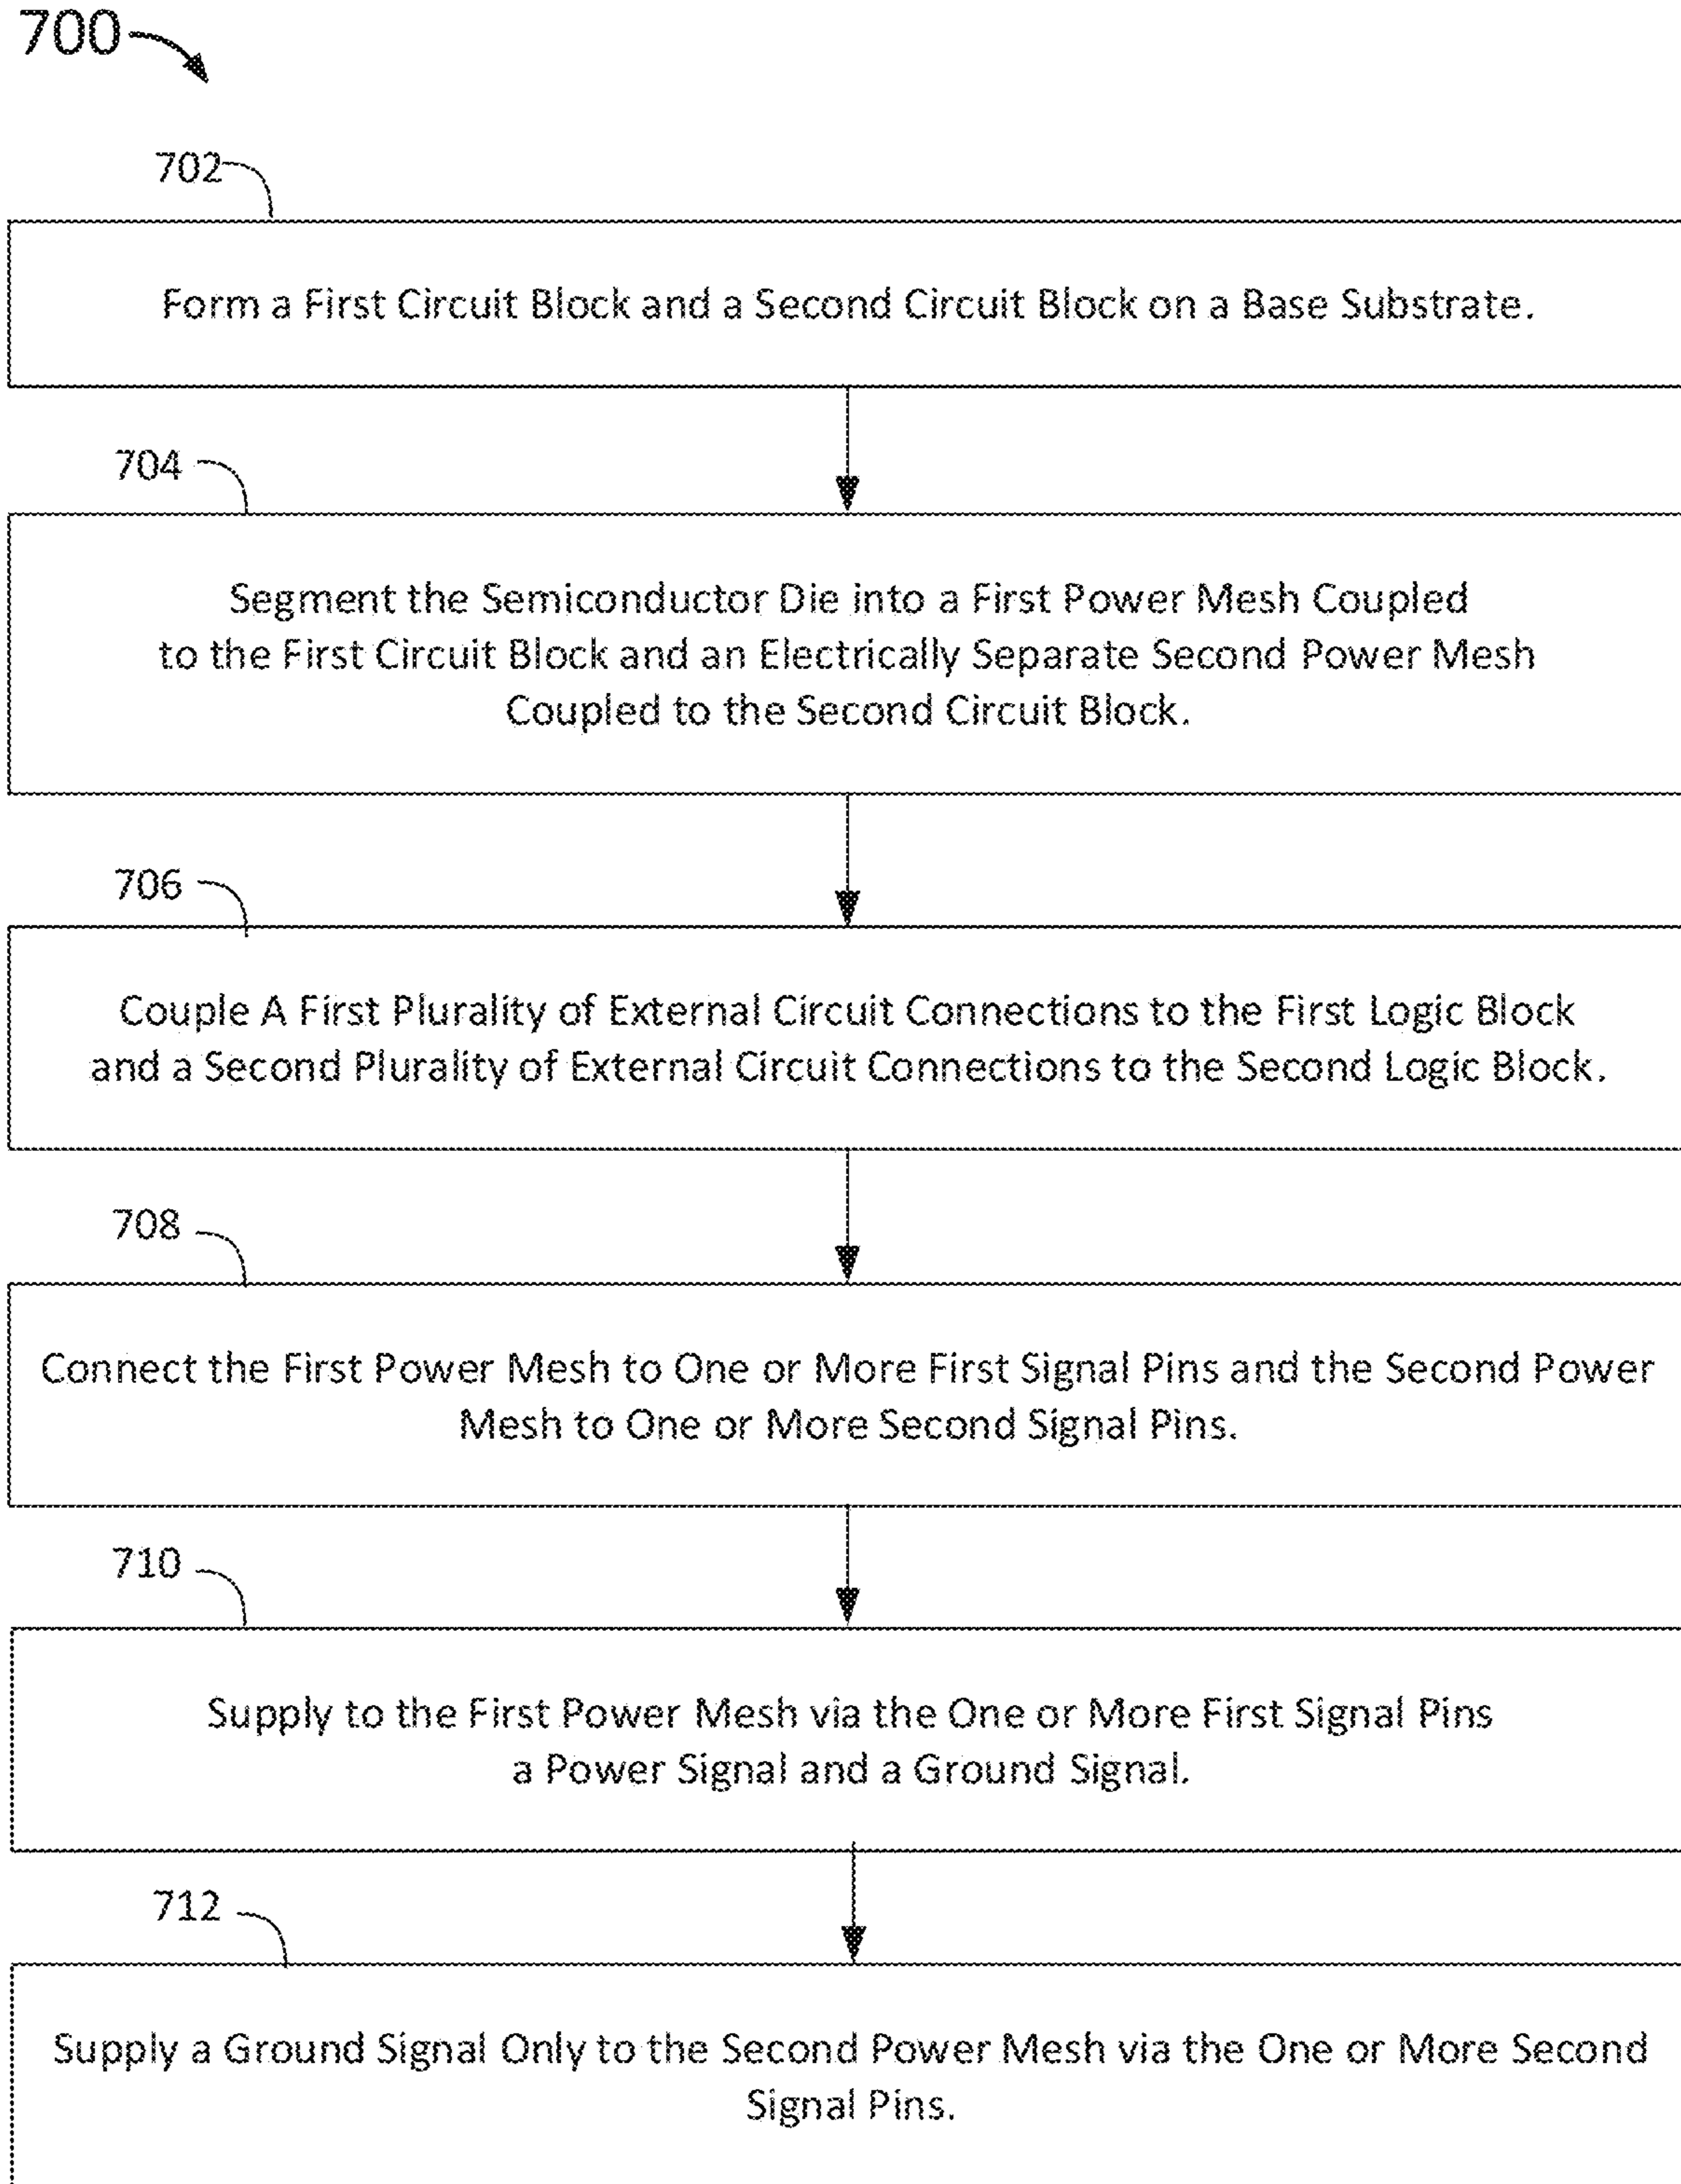 700
702
Form a First Circuit Block and a Second Circuit Block on a Base Substrate.
704
Segment the Semiconductor Die into a First Power Mesh Coupled
to the First Circuit Block and an Electrically Separate Second Power Mesh
Coupled to the Second Circuit Block.
706
Couple A First Plurality of External Circuit Connections to the First Logic Block
and a Second Plurality of External Circuit Connections to the Second Logic Block.
708
Connect the First Power Mesh to One or More First Signal Pins and the Second Power
Mesh to One or More Second Signal Pins.
710
Supply to the First Power Mesh via the One or More First Signal Pins
a Power Signal and a Ground Signal.
712
Supply a Ground Signal Only to the Second Power Mesh via the One or More Second
Signal Pins.